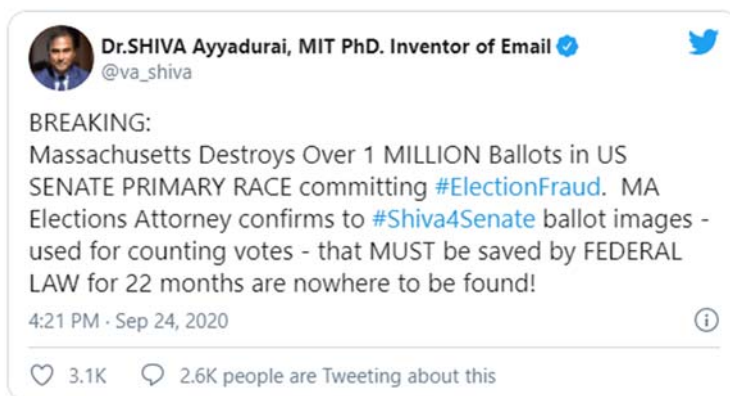 Dr.SHIVA Ayyadurai, MIT PhD. Inventor of Email
@va_shiva
BREAKING:
Massachusetts Destroys Over 1 MILLION Ballots in US
SENATE PRIMARY RACE committing #ElectionFraud.  MA
Elections Attorney confirms to #Shiva4Senate ballot images -
used for counting votes - that MUST be saved by FEDERAL
LAW for 22 months are nowhere to be found!
4:21 PM · Sep 24, 2020
3.1K 2.6K people are Tweeting about this